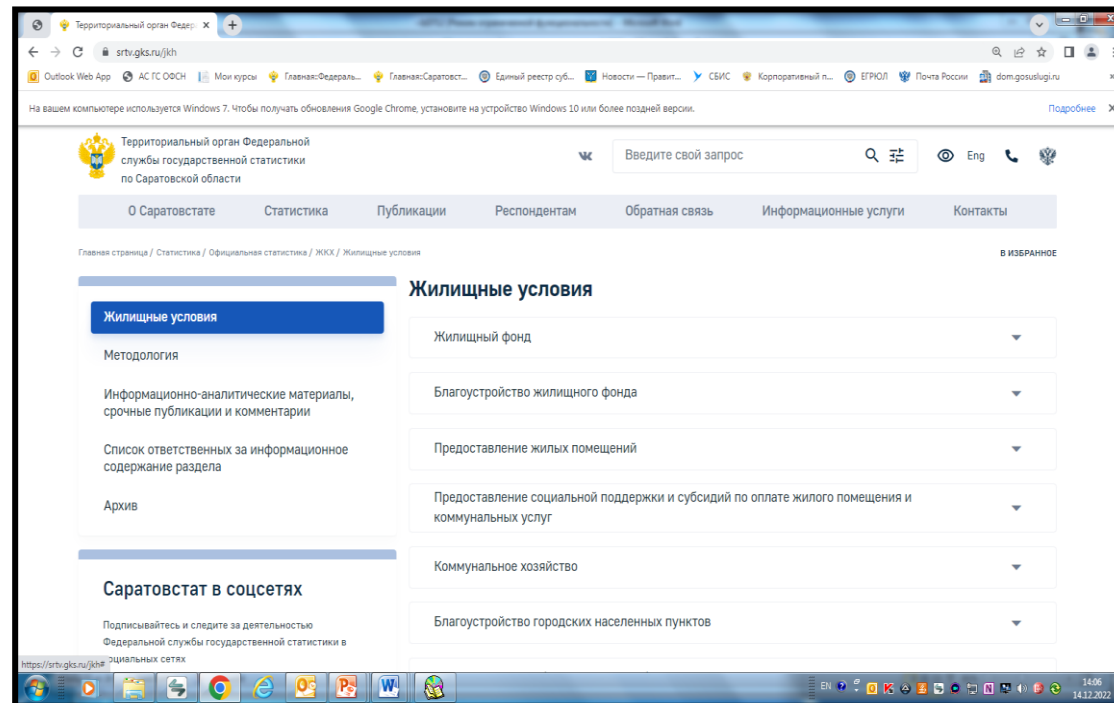 Территориальный орган Федер
srtv.gks.ru/jkh
Outlook Web App АС ГС ОФСН Мои курсы Главная::Федераль... Главная::Саратовст... Единый реестр суб... Новости — Правит... СБИС Корпоративный п... ЕГРЮЛ Почта России dom.gosuslugi.ru
На вашем компьютере используется Windows 7. Чтобы получать обновления Google Chrome, установите на устройство Windows 10 или более поздней версии. Подробнее
Территориальный орган Федеральной
службы государственной статистики
по Саратовской области
Введите свой запрос
Eng
О Саратовстате Статистика Публикации Респондентам Обратная связь Информационные услуги Контакты
Главная страница / Статистика / Официальная статистика / ЖКХ / Жилищные условия
В ИЗБРАННОЕ
Жилищные условия
Методология
Информационно-аналитические материалы,
срочные публикации и комментарии
Список ответственных за информационное
содержание раздела
Архив
Саратовстат в соцсетях
Подписывайтесь и следите за деятельностью
Федеральной службы государственной статистики в
социальных сетях
Жилищные условия
Жилищный фонд
Благоустройство жилищного фонда
Предоставление жилых помещений
Предоставление социальной поддержки и субсидий по оплате жилого помещения и
коммунальных услуг
Коммунальное хозяйство
Благоустройство городских населенных пунктов
https://srtv.gks.ru/jkh#
EN
14:06
14.12.2022